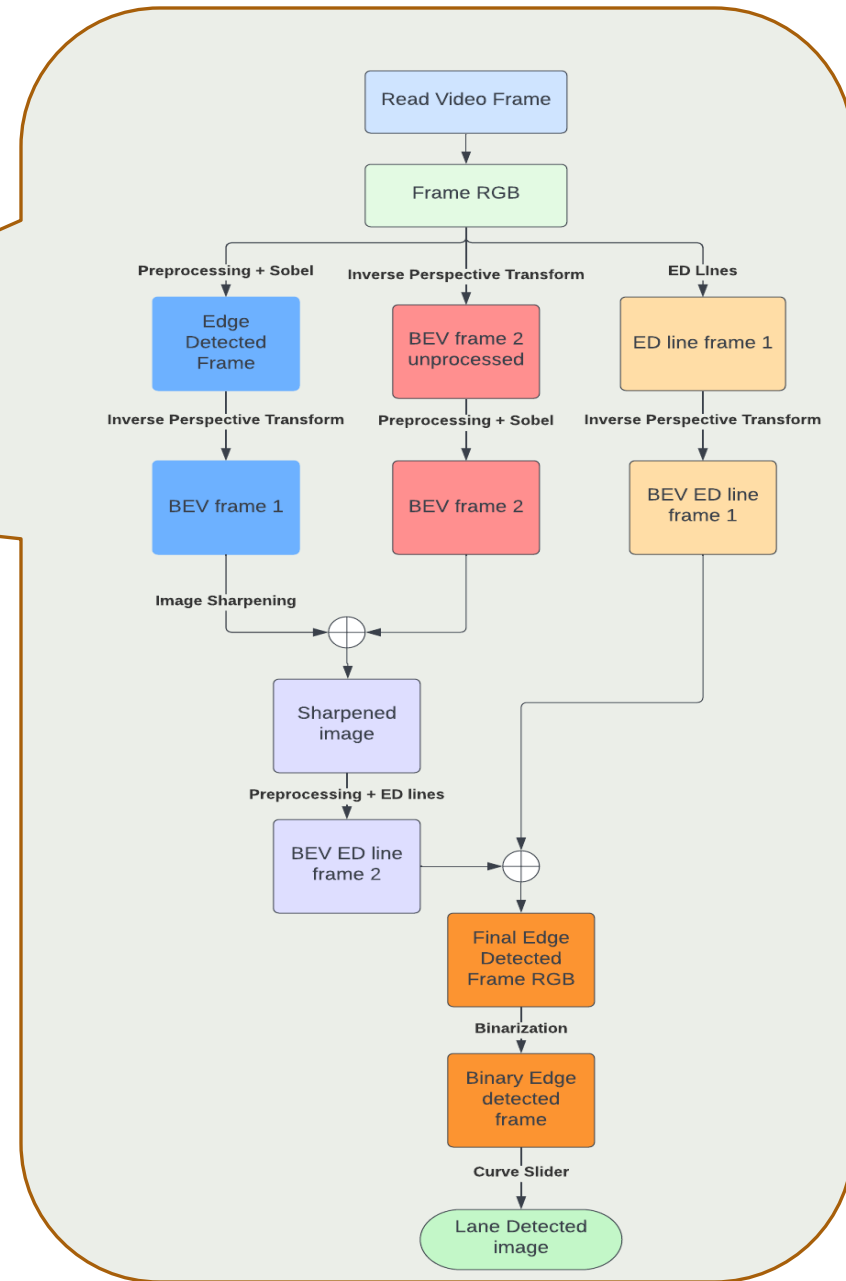 Read Video Frame
Frame RGB
Preprocessing + Sobel
Inverse Perspective Transform
ED LInes
Edge
Detected
Frame
BEV frame 2
unprocessed
ED line frame 1
Inverse Perspective Transform
Preprocessing + Sobel
Inverse Perspective Transform
BEV frame 1
BEV frame 2
BEV ED line
frame 1
Image Sharpening
Sharpened
image
Preprocessing + ED lines
BEV ED line
frame 2
Final Edge
Detected
Frame RGB
Binarization
Binary Edge
detected
frame
Curve Slider
Lane Detected
image